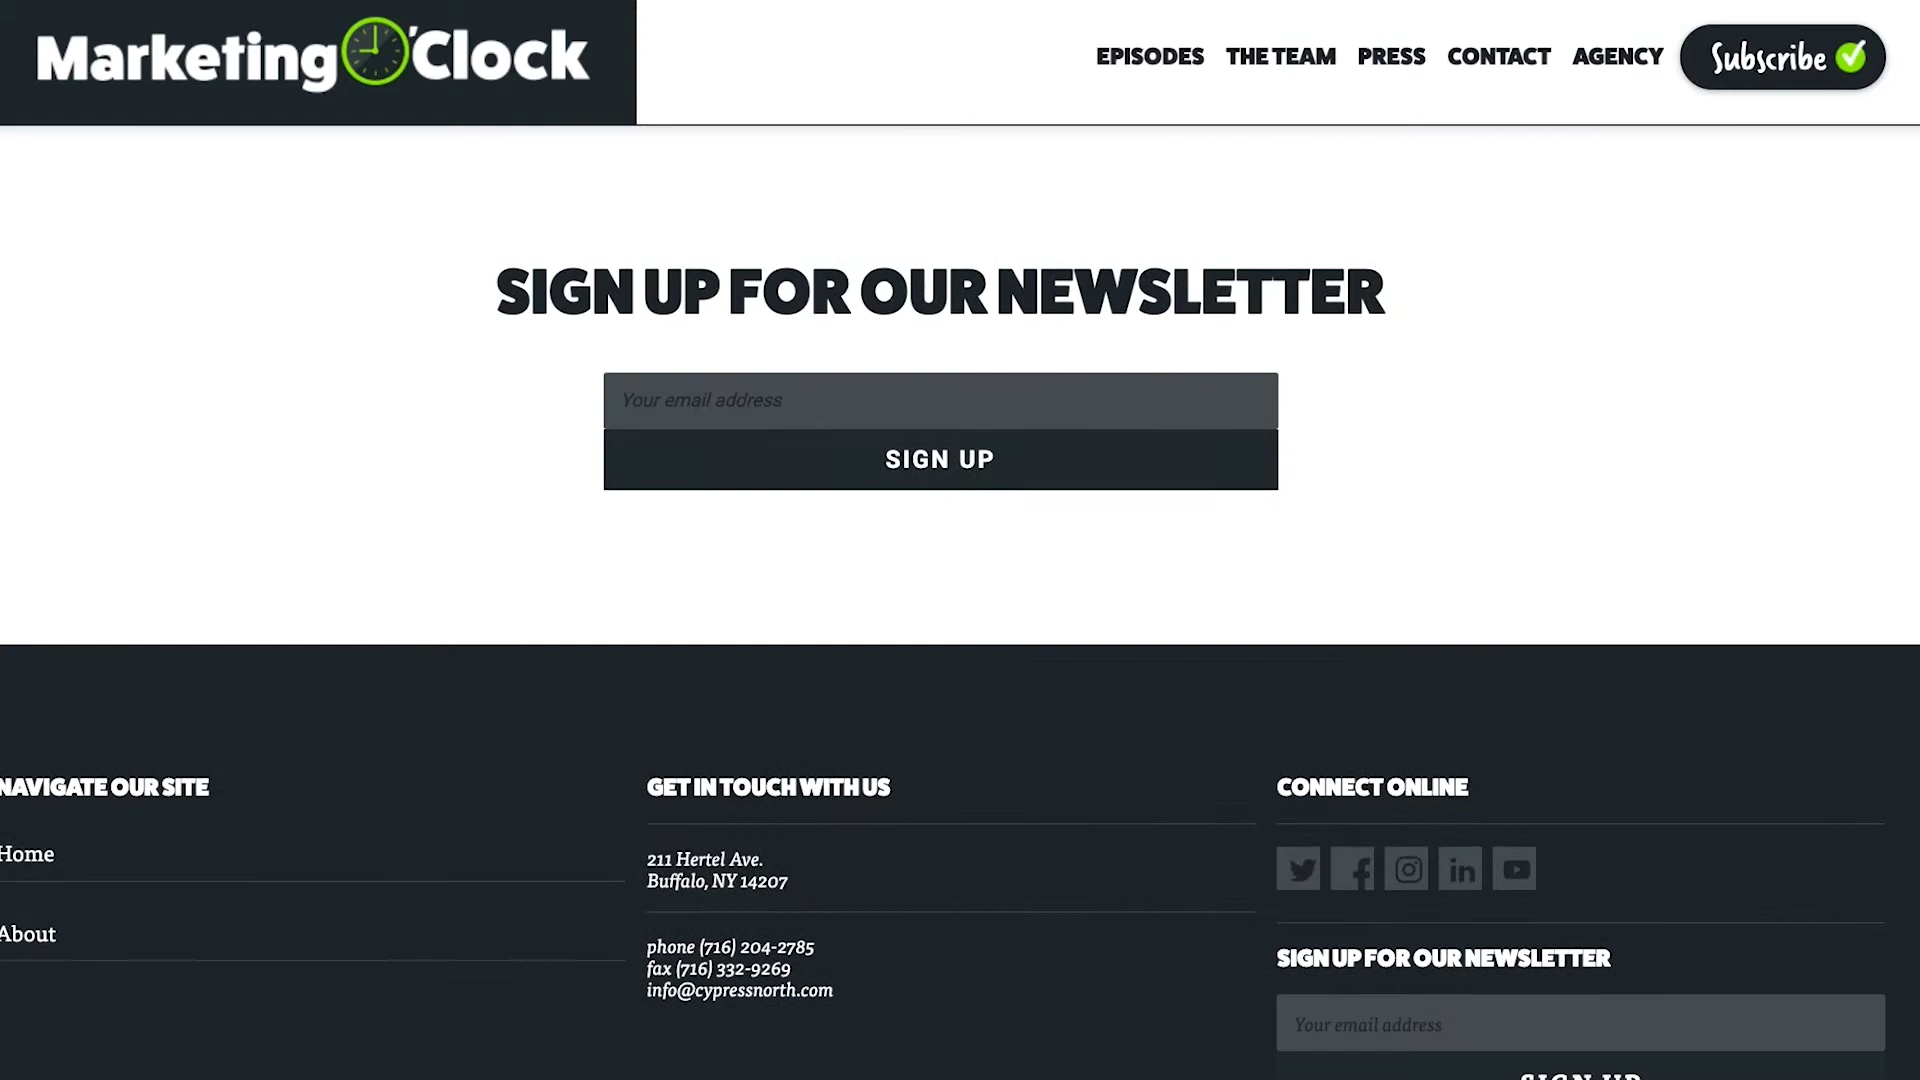 Marketing O'Clock
EPISODES THE TEAM PRESS CONTACT AGENCY Subscribe
SIGN UP FOR OUR NEWSLETTER
Your email address
SIGN UP
NAVIGATE OUR SITE
Home
About
GET IN TOUCH WITH US
211 Hertel Ave.
Buffalo, NY 14207
phone (716) 204-2785
fax (716) 332-9269
info@cypressnorth.com
CONNECT ONLINE
SIGN UP FOR OUR NEWSLETTER
Your email address
SIGN UP